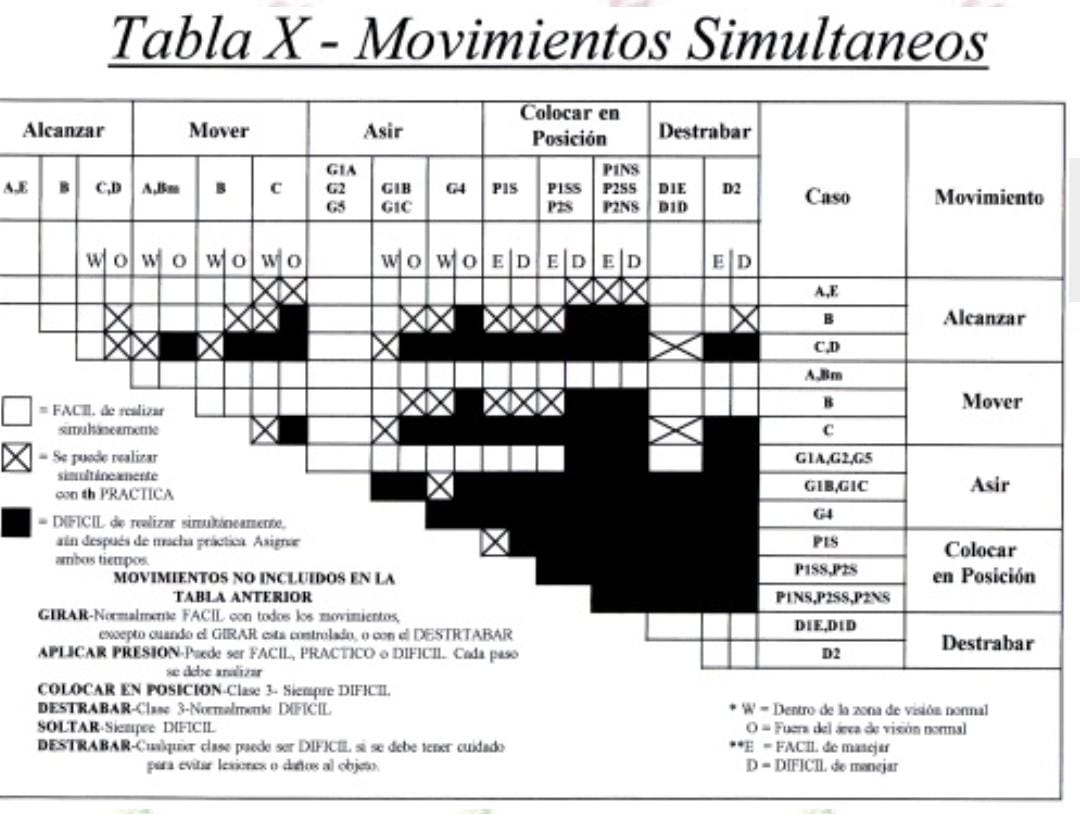 Tabla X - Movimientos Simultaneos
Alcanzar Mover Asir Colocar en Posición Destrabar Caso Movimiento
A,E B C,D A,Bm B C G1A G2 G5 G1B G1C G4 P1S P1SS P2S P1NS P2SS P2NS D1E D1D D2
W O W O W O W O W O W O E D E D E D E D
A,E
B Alcanzar
C,D
A,Bm
B Mover
C
G1A,G2,G5
G1B,G1C Asir
G4
P1S
P1SS,P2S Colocar en Posición
P1NS,P2SS,P2NS
D1E,D1D
D2 Destrabar
= FACIL de realizar
simultáneamente
= Se puede realizar
simultáneamente
con th PRACTICA
= DIFICIL de realizar simultáneamente,
aún después de mucha práctica. Asignar
ambos tiempos.
MOVIMIENTOS NO INCLUIDOS EN LA
TABLA ANTERIOR
GIRAR-Normalmente FACIL con todos los movimientos,
excepto cuando el GIRAR esta controlado, o con el DESTRTABAR
APLICAR PRESION-Puede ser FACIL, PRACTICO o DIFICIL. Cada paso
se debe analizar
COLOCAR EN POSICION-Clase 3- Siempre DIFICIL
DESTRABAR-Clase 3-Normalmente DIFICIL
SOLTAR-Siempre DIFICIL
DESTRABAR-Cualquier clase puede ser DIFICIL si se debe tener cuidado
para evitar lesiones o daños al objeto.
* W = Dentro de la zona de visión normal
O = Fuera del área de visión normal
**E = FACIL de manejar
D = DIFICIL de manejar